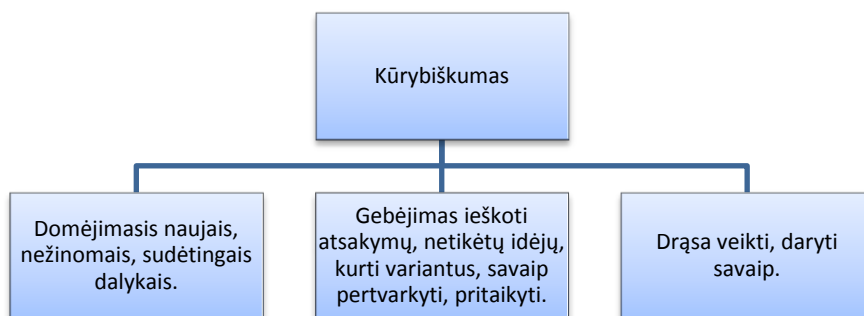 Kūrybiškumas
Domėjimasis naujais,
nežinomais, sudėtingais
dalykais.
Gebėjimas ieškoti
atsakymų, netikėtų idėjų,
kurti variantus, savaip
pertvarkyti, pritaikyti.
Drąsa veikti, daryti
savaip.